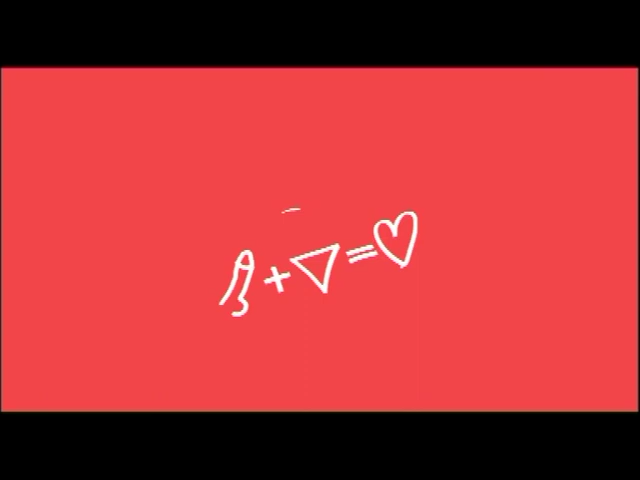 + ▽ = ♡